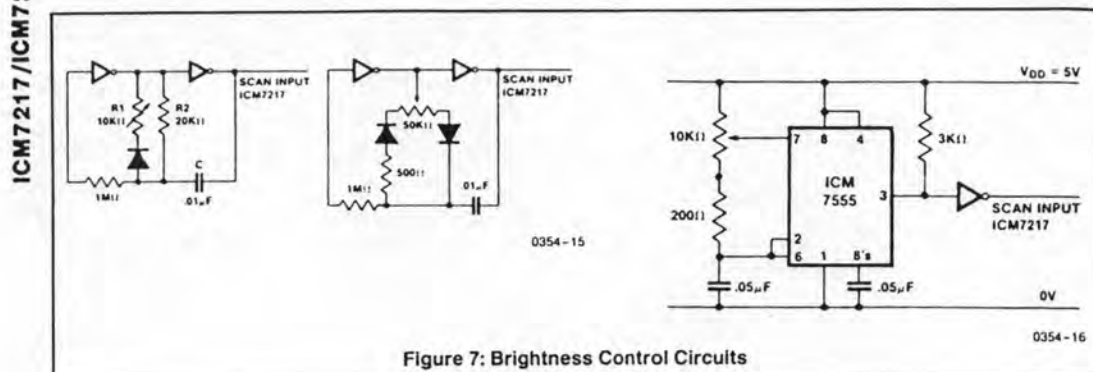 ICM7217/ICM7
SCAN INPUT
ICM7217
R1
10KΩ
R2
20KΩ
C
1MΩ
.01μF
SCAN INPUT
ICM7217
50KΩ
500Ω
1MΩ
.01μF
0354-15
VDD = 5V
10KΩ
7
8
4
3KΩ
ICM
7555
3
200Ω
2
6
1
8's
SCAN INPUT
ICM7217
.05μF
.05μF
0V
0354-16
Figure 7: Brightness Control Circuits